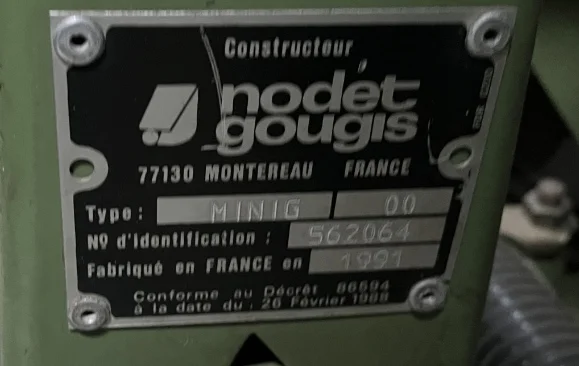 Constructeur
nodet
gougis
77130 MONTEREAU FRANCE
Type: MINIG 00
Nº d'identification : 562064
Fabriqué en FRANCE en 1991
Conforme au Décret 86594
à la date du : 26 Février 1988